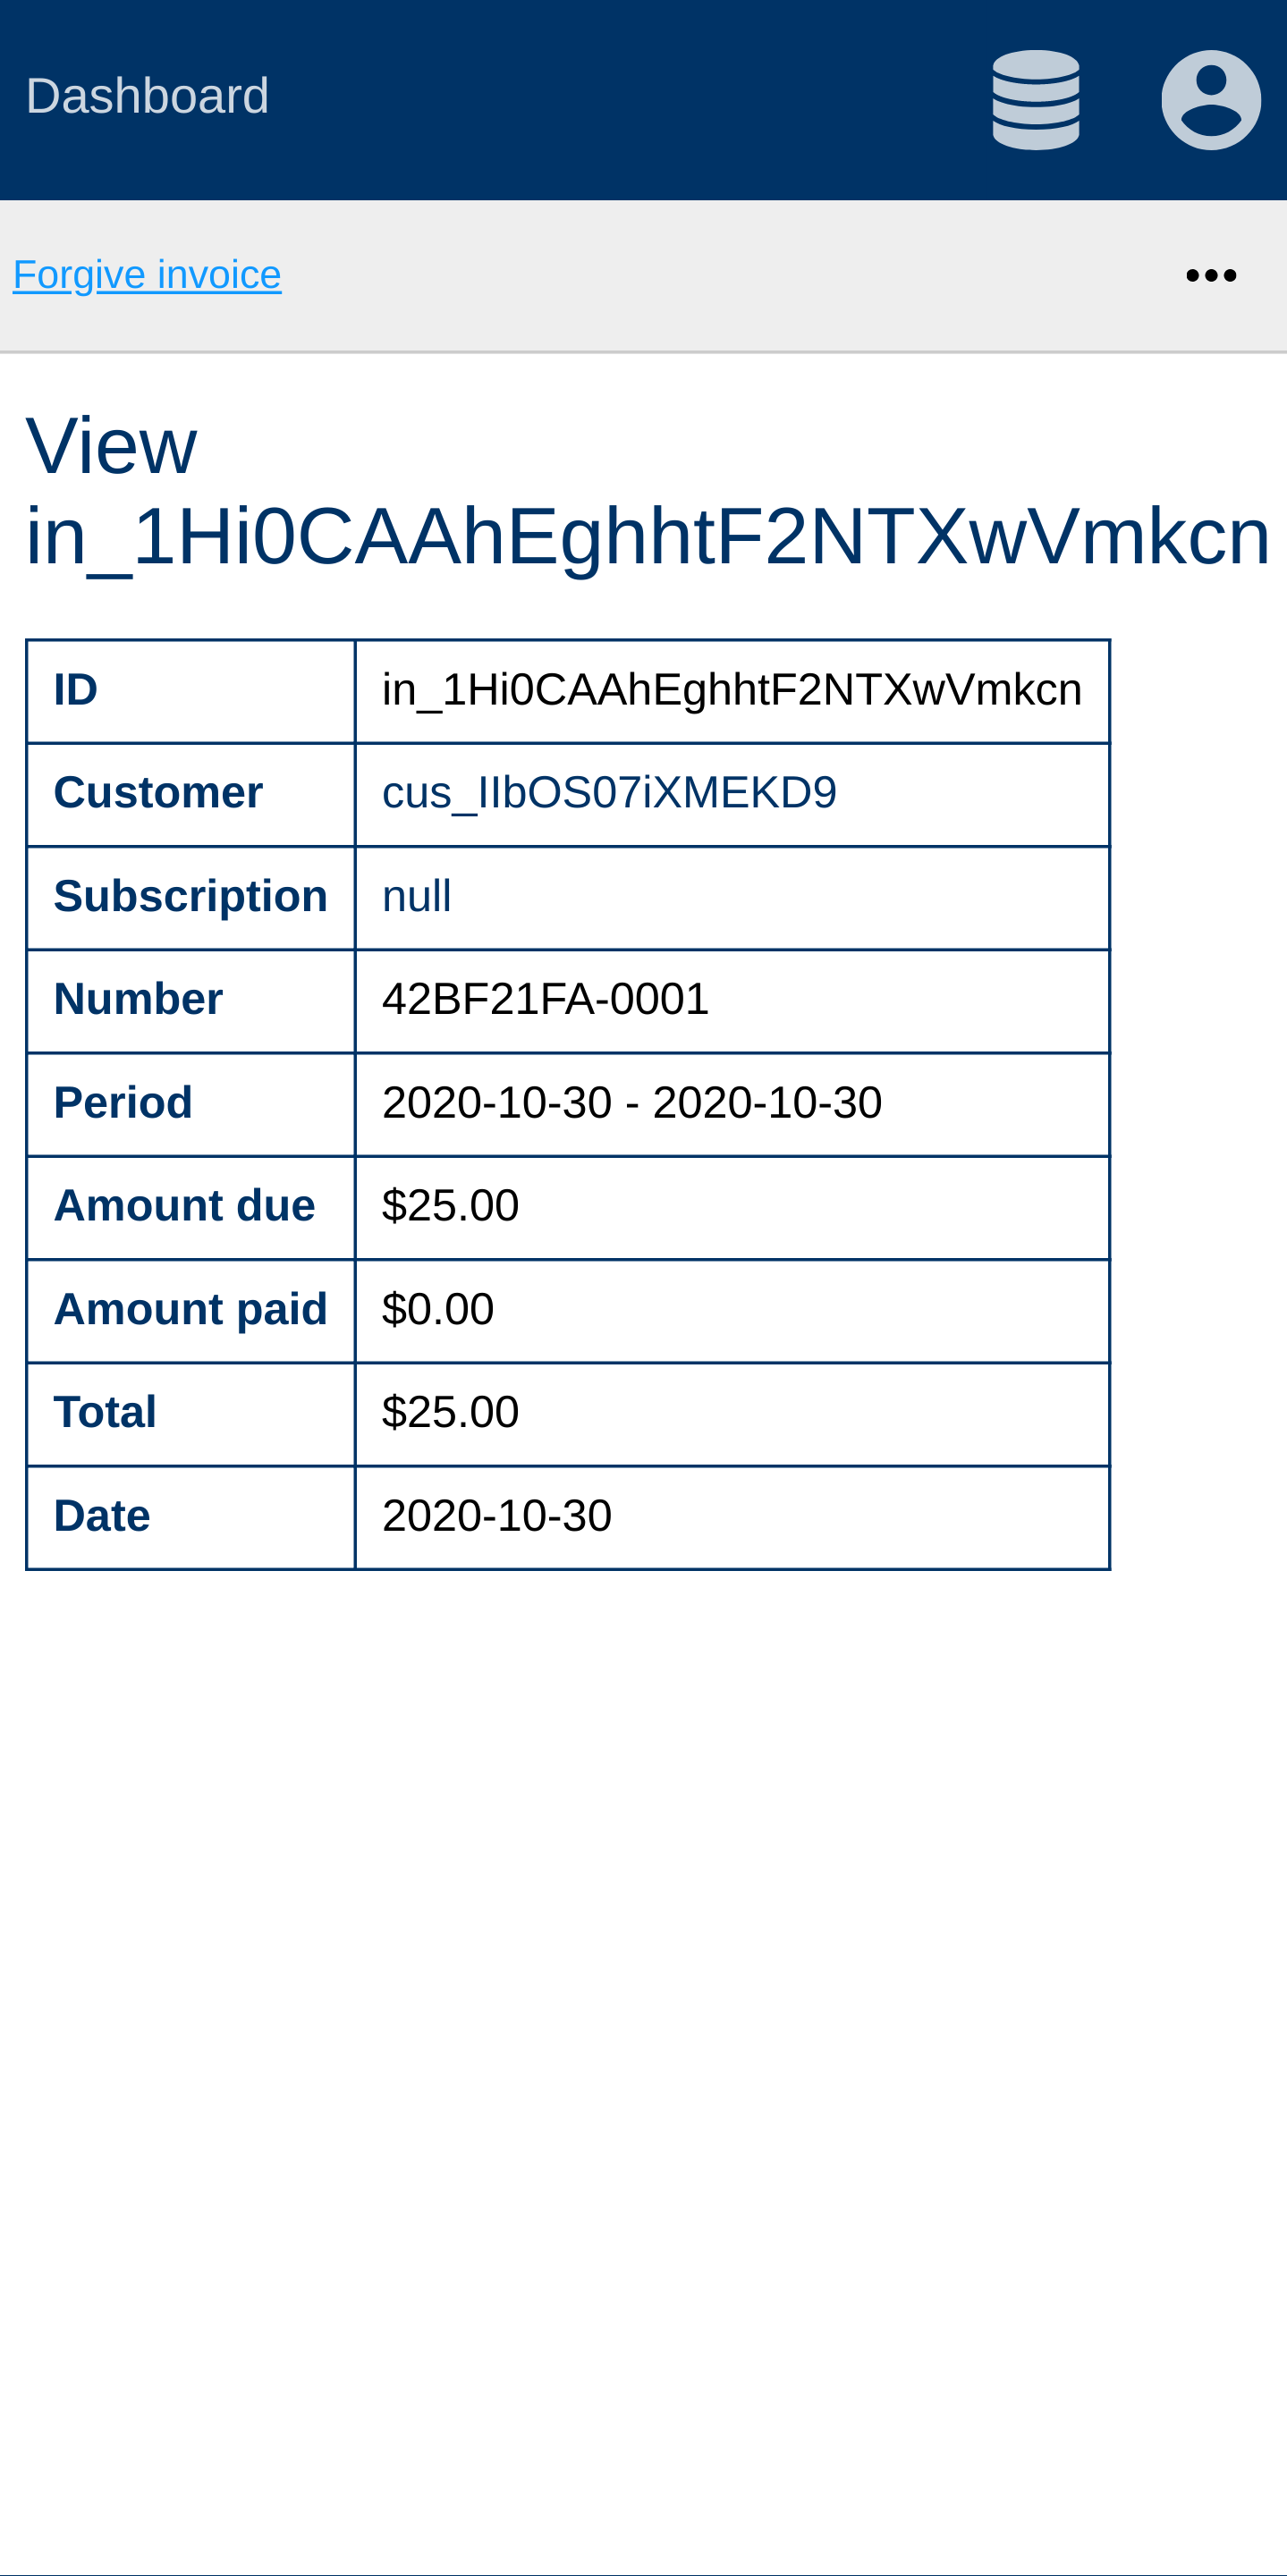 Dashboard
Forgive invoice
View
in_1Hi0CAAhEghhtF2NTXwVmkcn
ID in_1Hi0CAAhEghhtF2NTXwVmkcn
Customer cus_IIbOS07iXMEKD9
Subscription null
Number 42BF21FA-0001
Period 2020-10-30 - 2020-10-30
Amount due $25.00
Amount paid $0.00
Total $25.00
Date 2020-10-30